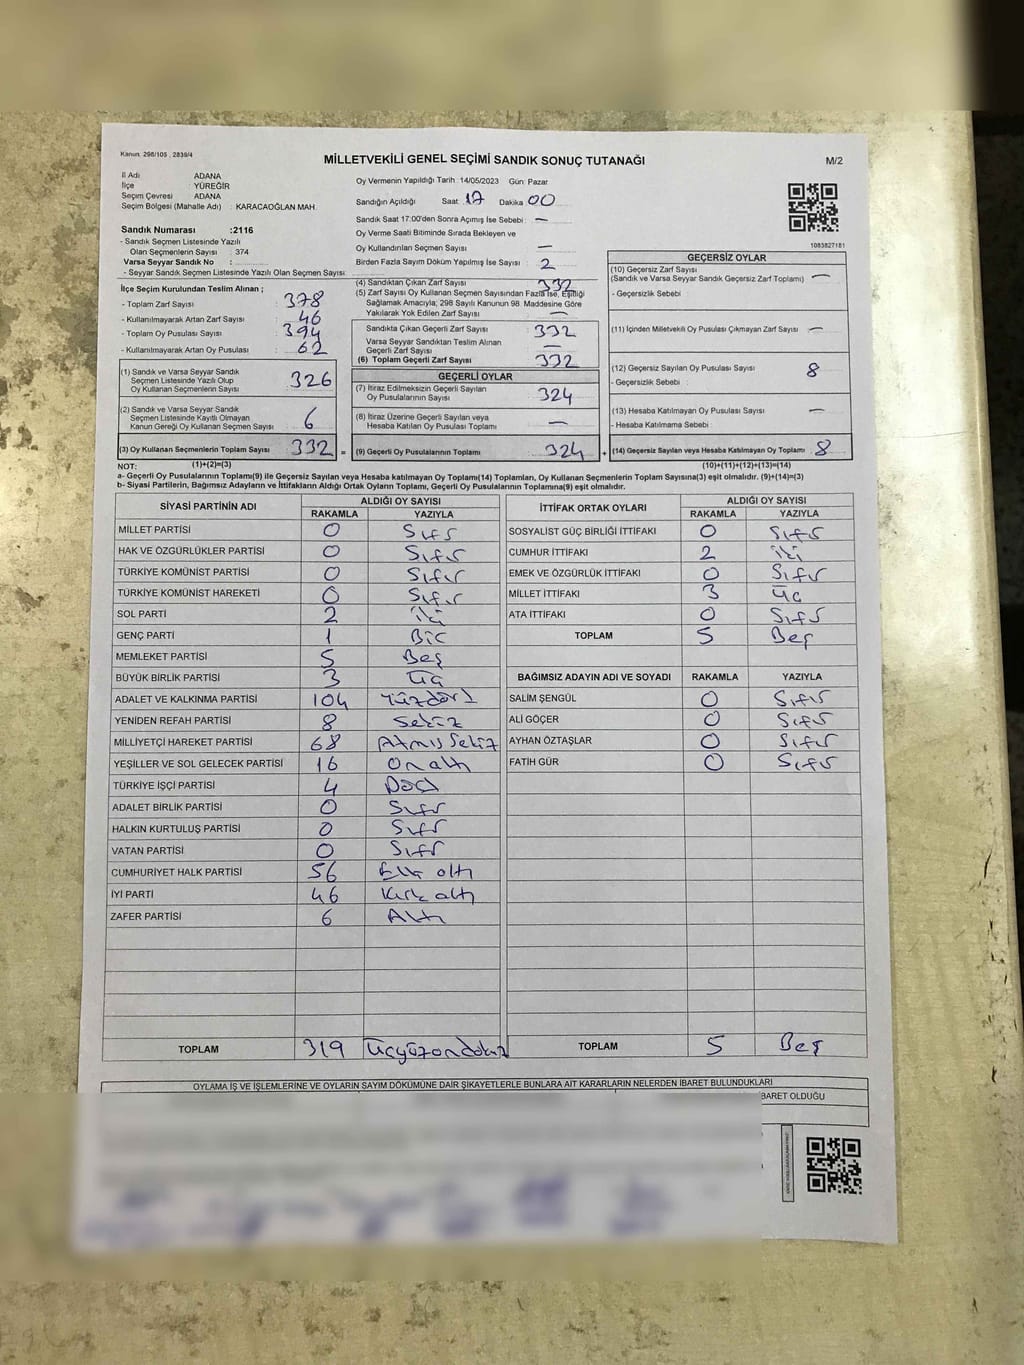 Kanun. 298/105 , 2839/4
MİLLETVEKİLİ GENEL SEÇİMİ SANDIK SONUÇ TUTANAĞI
M/2
İl Adı ADANA
İlçe YÜREĞİR
Seçim Çevresi : ADANA
Seçim Bölgesi (Mahalle Adı) : KARACAOĞLAN MAH.
Sandık Numarası :2116
- Sandık Seçmen Listesinde Yazılı
Olan Seçmenlerin Sayısı : 374
Varsa Seyyar Sandık No :
- Seyyar Sandık Seçmen Listesinde Yazılı Olan Seçmen Sayısı:
Oy Vermenin Yapıldığı Tarih : 14/05/2023 Gün: Pazar
Sandığın Açıldığı Saat: 17 Dakika 00
Sandık Saat 17:00'den Sonra Açılmış İse Sebebi : —
Oy Verme Saati Bitiminde Sırada Bekleyen ve
Oy Kullandırılan Seçmen Sayısı —
Birden Fazla Sayım Döküm Yapılmış İse Sayısı : 2
1083827181
İlçe Seçim Kurulundan Teslim Alınan ;
- Toplam Zarf Sayısı : 378
- Kullanılmayarak Artan Zarf Sayısı : 46
- Toplam Oy Pusulası Sayısı : 394
- Kullanılmayarak Artan Oy Pusulası : 62
(1) Sandık ve Varsa Seyyar Sandık
Seçmen Listesinde Yazılı Olup
Oy Kullanan Seçmenlerin Sayısı : 326
(2) Sandık ve Varsa Seyyar Sandık
Seçmen Listesinde Kayıtlı Olmayan
Kanun Gereği Oy Kullanan Seçmen Sayısı : 6
(3) Oy Kullanan Seçmenlerin Toplam Sayısı 332 =
(4) Sandıktan Çıkan Zarf Sayısı : 332
(5) Zarf Sayısı Oy Kullanan Seçmen Sayısından Fazla İse, Eşitliği
Sağlamak Amacıyla; 298 Sayılı Kanunun 98. Maddesine Göre
Yakılarak Yok Edilen Zarf Sayısı : —
Sandıkta Çıkan Geçerli Zarf Sayısı : 332
Varsa Seyyar Sandıktan Teslim Alınan
Geçerli Zarf Sayısı : —
(6) Toplam Geçerli Zarf Sayısı : 332
GEÇERLİ OYLAR
(7) İtiraz Edilmeksizin Geçerli Sayılan
Oy Pusulalarının Sayısı : 324
(8) İtiraz Üzerine Geçerli Sayılan veya
Hesaba Katılan Oy Pusulası Toplamı : —
(9) Geçerli Oy Pusulalarının Toplamı 324 +
GEÇERSİZ OYLAR
(10) Geçersiz Zarf Sayısı
(Sandık ve Varsa Seyyar Sandık Geçersiz Zarf Toplamı) : —
- Geçersizlik Sebebi :
(11) İçinden Milletvekili Oy Pusulası Çıkmayan Zarf Sayısı : —
(12) Geçersiz Sayılan Oy Pusulası Sayısı : 8
- Geçersizlik Sebebi :
(13) Hesaba Katılmayan Oy Pusulası Sayısı : —
- Hesaba Katılmama Sebebi :
(14) Geçersiz Sayılan veya Hesaba Katılmayan Oy Toplamı : 8
NOT: (1)+(2)=(3) (10)+(11)+(12)+(13)=(14)
a- Geçerli Oy Pusulalarının Toplamı(9) ile Geçersiz Sayılan veya Hesaba katılmayan Oy Toplam(14) Toplamları, Oy Kullanan Seçmenlerin Toplam Sayısına(3) eşit olmalıdır. (9)+(14)=(3)
b- Siyasi Partilerin, Bağımsız Adayların ve İttifakların Aldığı Ortak Oyların Toplamı, Geçerli Oy Pusulalarının Toplamına(9) eşit olmalıdır.
SİYASİ PARTİNİN ADI ALDIĞI OY SAYISI
RAKAMLA YAZIYLA
MİLLET PARTİSİ 0 Sıfır
HAK VE ÖZGÜRLÜKLER PARTİSİ 0 Sıfır
TÜRKİYE KOMÜNİST PARTİSİ 0 Sıfır
TÜRKİYE KOMÜNİST HAREKETİ 0 Sıfır
SOL PARTİ 2 iki
GENÇ PARTİ 1 Bir
MEMLEKET PARTİSİ 5 Beş
BÜYÜK BİRLİK PARTİSİ 3 Üç
ADALET VE KALKINMA PARTİSİ 104 Yüzdört
YENİDEN REFAH PARTİSİ 8 Sekiz
MİLLİYETÇİ HAREKET PARTİSİ 68 Atmış Sekiz
YEŞİLLER VE SOL GELECEK PARTİSİ 16 Onaltı
TÜRKİYE İŞÇİ PARTİSİ 4 Dört
ADALET BİRLİK PARTİSİ 0 Sıfır
HALKIN KURTULUŞ PARTİSİ 0 Sıfır
VATAN PARTİSİ 0 Sıfır
CUMHURİYET HALK PARTİSİ 56 Elli altı
İYİ PARTİ 46 Kırk altı
ZAFER PARTİSİ 6 Altı
TOPLAM 319 Üçyüzondokuz
İTTİFAK ORTAK OYLARI ALDIĞI OY SAYISI
RAKAMLA YAZIYLA
SOSYALİST GÜÇ BİRLİĞİ İTTİFAKI 0 Sıfır
CUMHUR İTTİFAKI 2 iki
EMEK VE ÖZGÜRLÜK İTTİFAKI 0 Sıfır
MİLLET İTTİFAKI 3 Üç
ATA İTTİFAKI 0 Sıfır
TOPLAM 5 Beş
BAĞIMSIZ ADAYIN ADI VE SOYADI RAKAMLA YAZIYLA
SALİM ŞENGÜL 0 Sıfır
ALİ GÖÇER 0 Sıfır
AYHAN ÖZTAŞLAR 0 Sıfır
FATİH GÜR 0 Sıfır
TOPLAM 5 Beş
OYLAMA İŞ VE İŞLEMLERİNE VE OYLARIN SAYIM DÖKÜMÜNE DAİR ŞİKAYETLERLE BUNLARA AİT KARARLARIN NELERDEN İBARET BULUNDUKLARI
BARET OLDUĞU